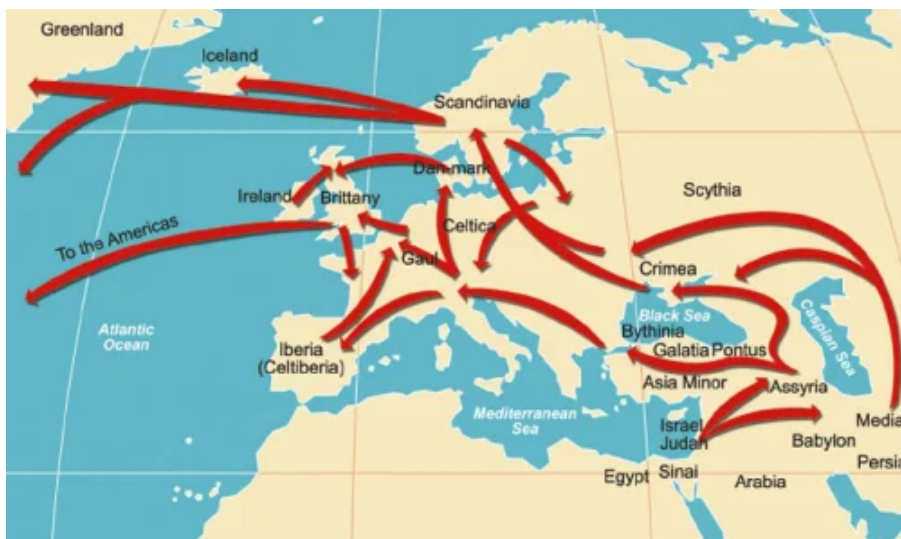 Greenland
Iceland
Scandinavia
Danmark
Ireland
Brittany
Scythia
Celtica
To the Americas
Gaul
Crimea
Caspian Sea
Black Sea
Atlantic
Ocean
Bythinia
Iberia
(Celtiberia)
Galatia Pontus
Asia Minor
Assyria
Mediterranean
Sea
Israel
Judah
Babylon
Media
Persia
Egypt
Sinai
Arabia